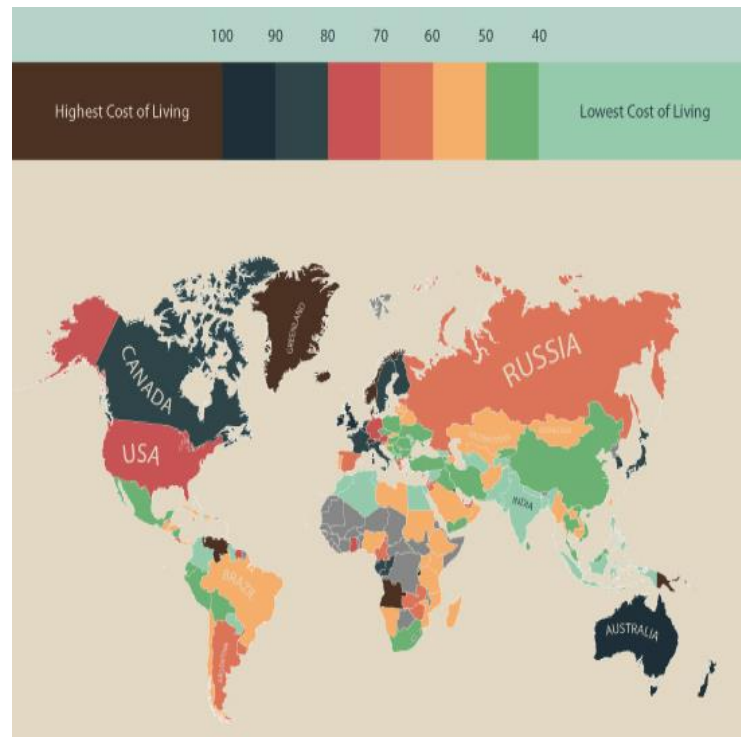 100 90 80 70 60 50 40
Highest Cost of Living
Lowest Cost of Living
GREENLAND
CANADA
RUSSIA
USA
INDIA
BRAZIL
AUSTRALIA
ARGENTINA